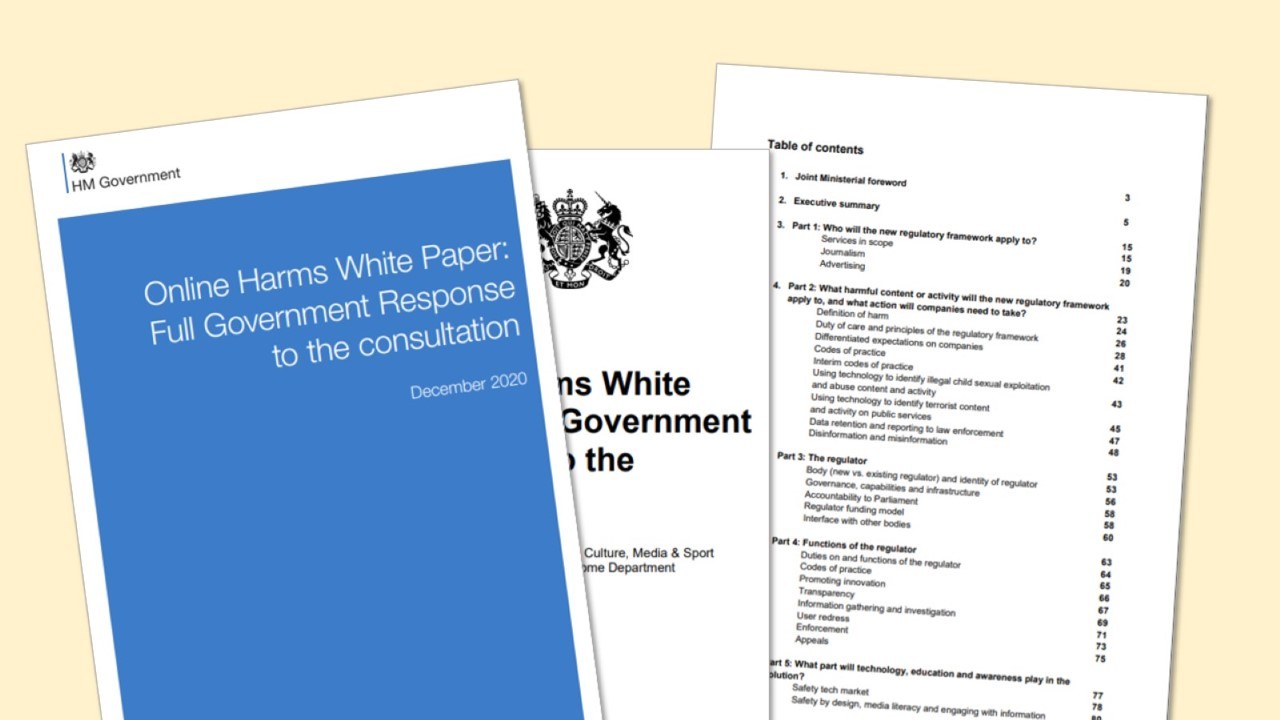 HM Government
Online Harms White Paper:
Full Government Response
to the consultation
December 2020
ET MON
DROIT
ms White
Government
o the
Culture, Media & Sport
ome Department
Table of contents
1. Joint Ministerial foreword 3
2. Executive summary 5
3. Part 1: Who will the new regulatory framework apply to? 15
Services in scope 15
Journalism 19
Advertising 20
4. Part 2: What harmful content or activity will the new regulatory framework
apply to, and what action will companies need to take? 23
Definition of harm 24
Duty of care and principles of the regulatory framework 26
Differentiated expectations on companies 28
Codes of practice 41
Interim codes of practice 42
Using technology to identify illegal child sexual exploitation
and abuse content and activity 43
Using technology to identify terrorist content
and activity on public services 45
Data retention and reporting to law enforcement 47
Disinformation and misinformation 48
Part 3: The regulator 53
Body (new vs. existing regulator) and identity of regulator 53
Governance, capabilities and infrastructure 56
Accountability to Parliament 58
Regulator funding model 58
Interface with other bodies 60
Part 4: Functions of the regulator 63
Duties on and functions of the regulator 64
Codes of practice 65
Promoting innovation 66
Transparency 67
Information gathering and investigation 69
User redress 71
Enforcement 73
Appeals 75
art 5: What part will technology, education and awareness play in the
olution? 77
Safety tech market 78
Safety by design, media literacy and engaging with information 80